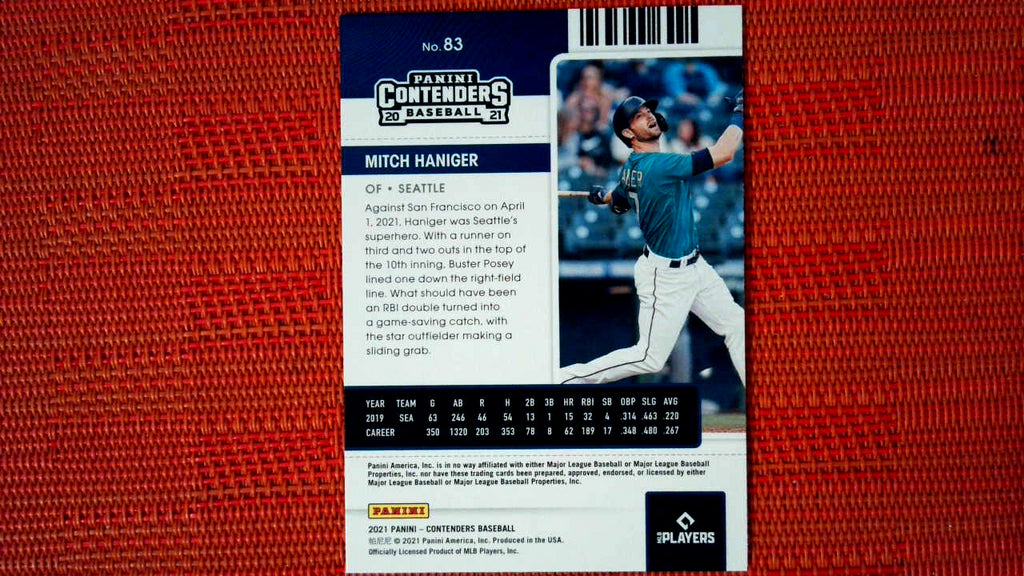 No. 83
PANINI
CONTENDERS
20 BASEBALL 21
MITCH HANIGER
OF • SEATTLE
Against San Francisco on April
1, 2021, Haniger was Seattle's
superhero. With a runner on
third and two outs in the top of
the 10th inning, Buster Posey
lined one down the right-field
line. What should have been
an RBI double turned into
a game-saving catch, with
the star outfielder making a
sliding grab.
YEAR TEAM G AB R H 2B 3B HR RBI SB OBP SLG AVG
2019 SEA 63 246 46 54 13 1 15 32 4 .314 .463 .220
CAREER 350 1320 203 353 78 8 62 189 17 .348 .480 .267
Panini America, Inc. is in no way affiliated with either Major League Baseball or Major League Baseball
Properties, Inc. nor have these trading cards been prepared, approved, endorsed, or licensed by either
Major League Baseball or Major League Baseball Properties, Inc.
PANINI
2021 PANINI – CONTENDERS BASEBALL
帕尼尼 © 2021 Panini America, Inc. Produced in the USA.
Officially Licensed Product of MLB Players, Inc.
MLB PLAYERS